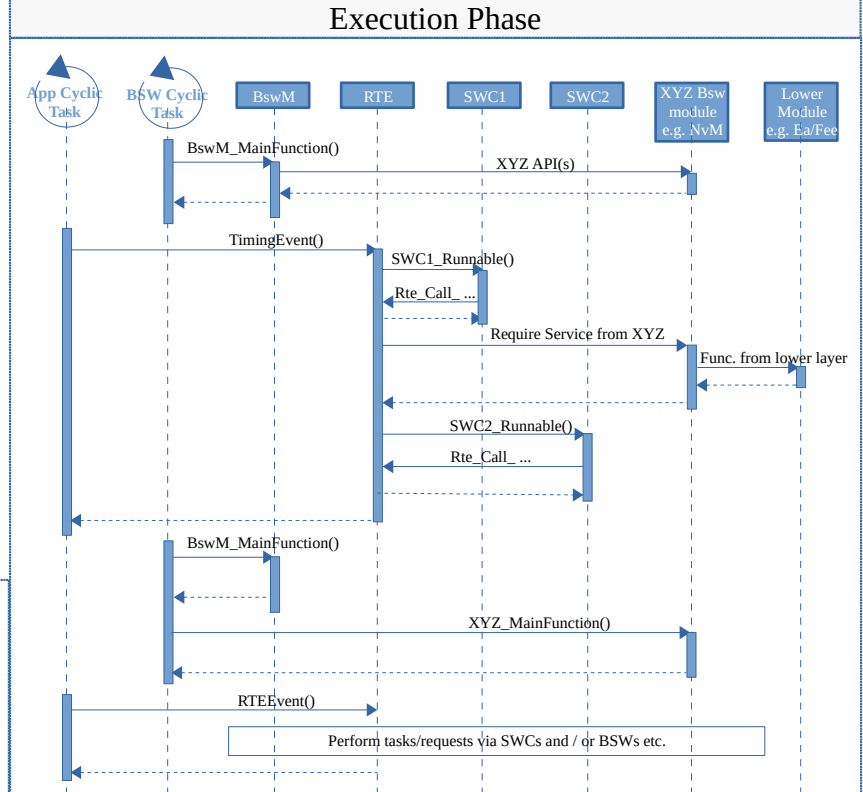 Execution Phase
App Cyclic
Task
BSW Cyclic
Task
BswM
RTE
SWC1
SWC2
XYZ Bsw
module
e.g. NvM
Lower
Module
e.g. Ea/Fee
BswM_MainFunction()
XYZ API(s)
TimingEvent()
SWC1_Runnable()
Rte_Call_ ...
Require Service from XYZ
Func. from lower layer
SWC2_Runnable()
Rte_Call_ ...
BswM_MainFunction()
XYZ_MainFunction()
RTEEvent()
Perform tasks/requests via SWCs and / or BSWs etc.